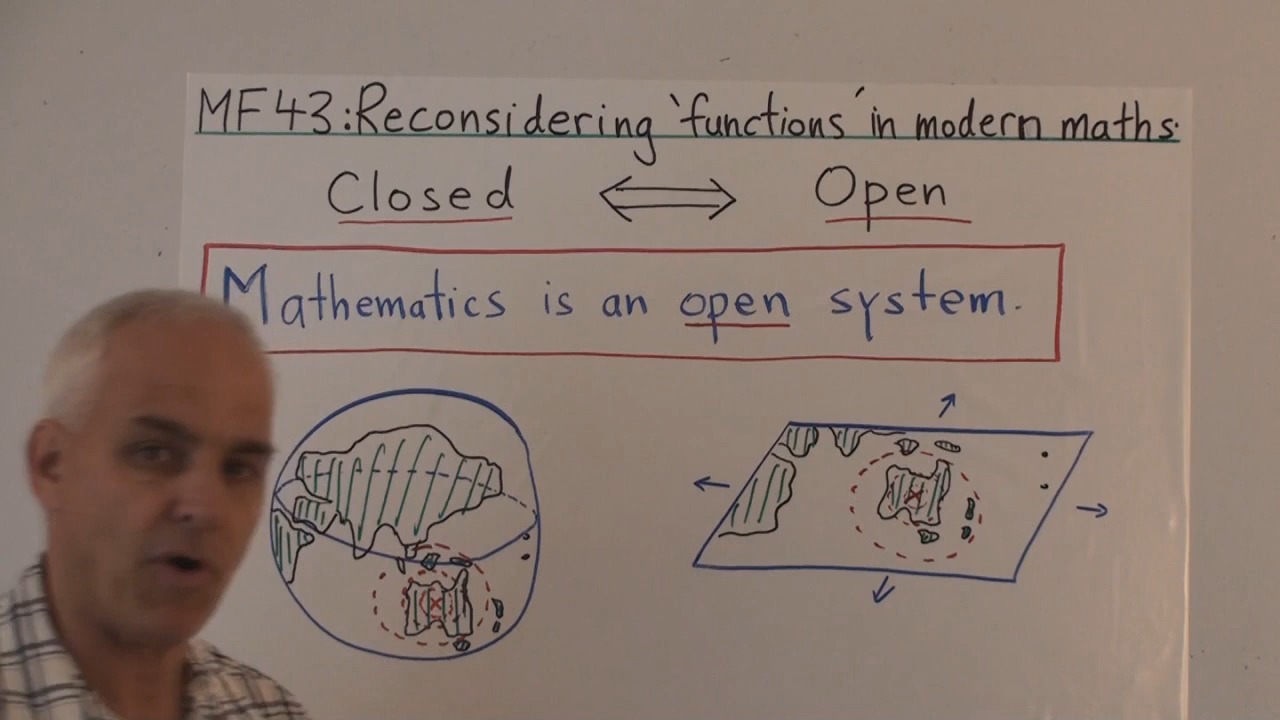 MF43: Reconsidering 'functions' in modern maths.
Closed ⟺ Open
Mathematics is an open system.